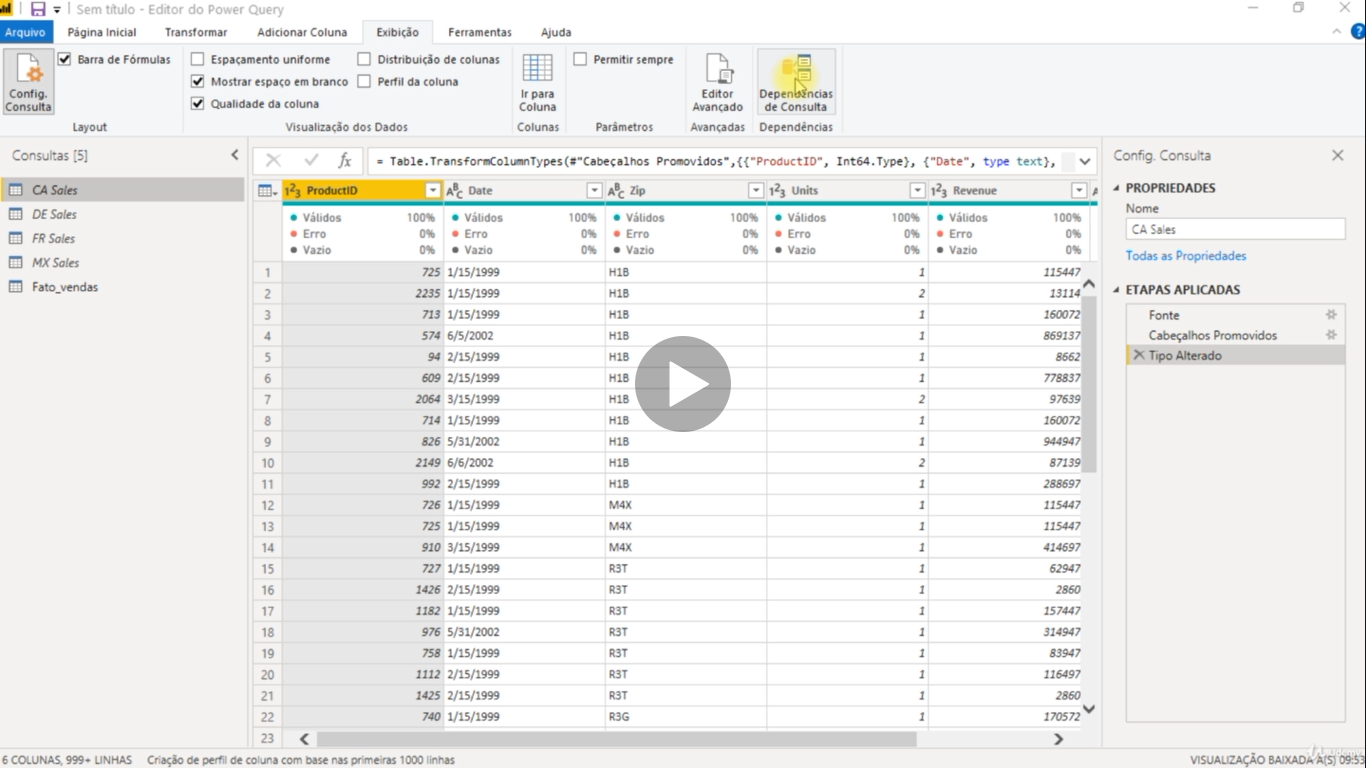 Sem título - Editor do Power Query
Arquivo Página Inicial Transformar Adicionar Coluna Exibição Ferramentas Ajuda
Config. Consulta
Barra de Fórmulas
Layout
Espaçamento uniforme
Mostrar espaço em branco
Qualidade da coluna
Distribuição de colunas
Perfil da coluna
Visualização dos Dados
Ir para Coluna
Colunas
Permitir sempre
Parâmetros
Editor Avançado
Avançadas
Dependências de Consulta
Dependências
Consultas [5]
CA Sales
DE Sales
FR Sales
MX Sales
Fato_vendas
fx = Table.TransformColumnTypes(#"Cabeçalhos Promovidos",{{"ProductID", Int64.Type}, {"Date", type text},
1²3 ProductID ABC Date ABC Zip 1²3 Units 1²3 Revenue A
Válidos 100% Válidos 100% Válidos 100% Válidos 100% Válidos 100%
Erro 0% Erro 0% Erro 0% Erro 0% Erro 0%
Vazio 0% Vazio 0% Vazio 0% Vazio 0% Vazio 0%
1 725 1/15/1999 H1B 1 115447
2 2235 1/15/1999 H1B 2 13114
3 713 1/15/1999 H1B 1 160072
4 574 6/5/2002 H1B 1 869137
5 94 2/15/1999 H1B 1 8662
6 609 2/15/1999 H1B 1 778837
7 2064 3/15/1999 H1B 2 97639
8 714 1/15/1999 H1B 1 160072
9 826 5/31/2002 H1B 1 944947
10 2149 6/6/2002 H1B 2 87139
11 992 2/15/1999 H1B 1 288697
12 726 1/15/1999 M4X 1 115447
13 725 1/15/1999 M4X 1 115447
14 910 3/15/1999 M4X 1 414697
15 727 1/15/1999 R3T 1 62947
16 1426 2/15/1999 R3T 1 2860
17 1182 1/15/1999 R3T 1 157447
18 976 5/31/2002 R3T 1 314947
19 758 1/15/1999 R3T 1 83947
20 1112 2/15/1999 R3T 1 116497
21 1425 2/15/1999 R3T 1 2860
22 740 1/15/1999 R3G 1 170572
23
Config. Consulta
PROPRIEDADES
Nome
CA Sales
Todas as Propriedades
ETAPAS APLICADAS
Fonte
Cabeçalhos Promovidos
Tipo Alterado
6 COLUNAS, 999+ LINHAS Criação de perfil de coluna com base nas primeiras 1000 linhas VISUALIZAÇÃO BAIXADA À(S) 09:53